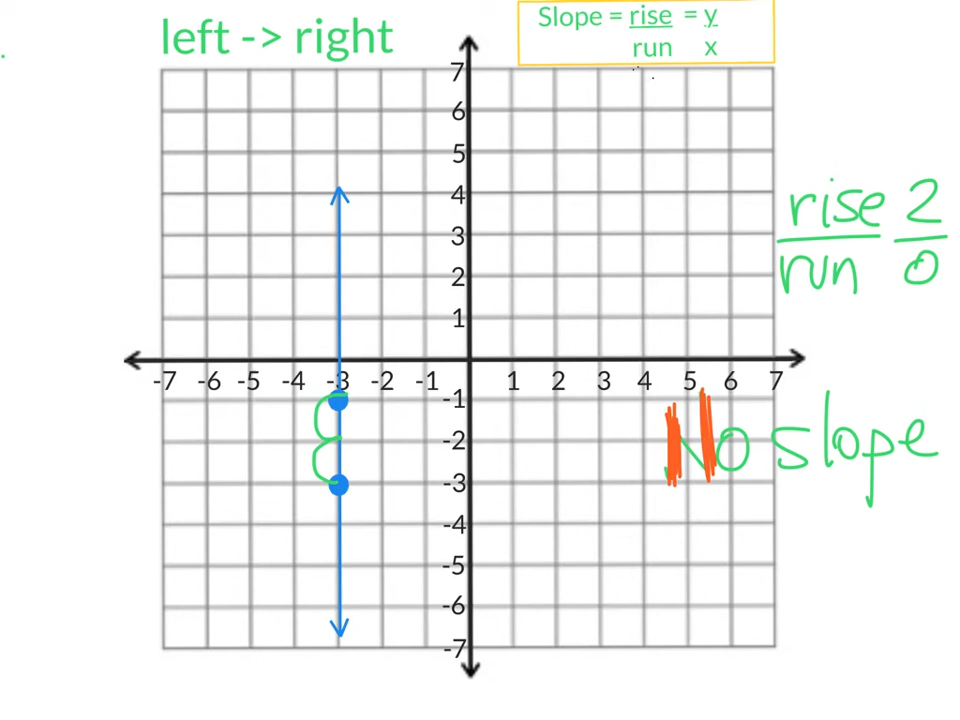 left -> right
Slope = rise = y
run x
7
6
5
4
3
2
1
-7 -6 -5 -4 -3 -2 -1 1 2 3 4 5 6 7
-1
-2
-3
-4
-5
-6
-7
rise 2
run 0
No slope